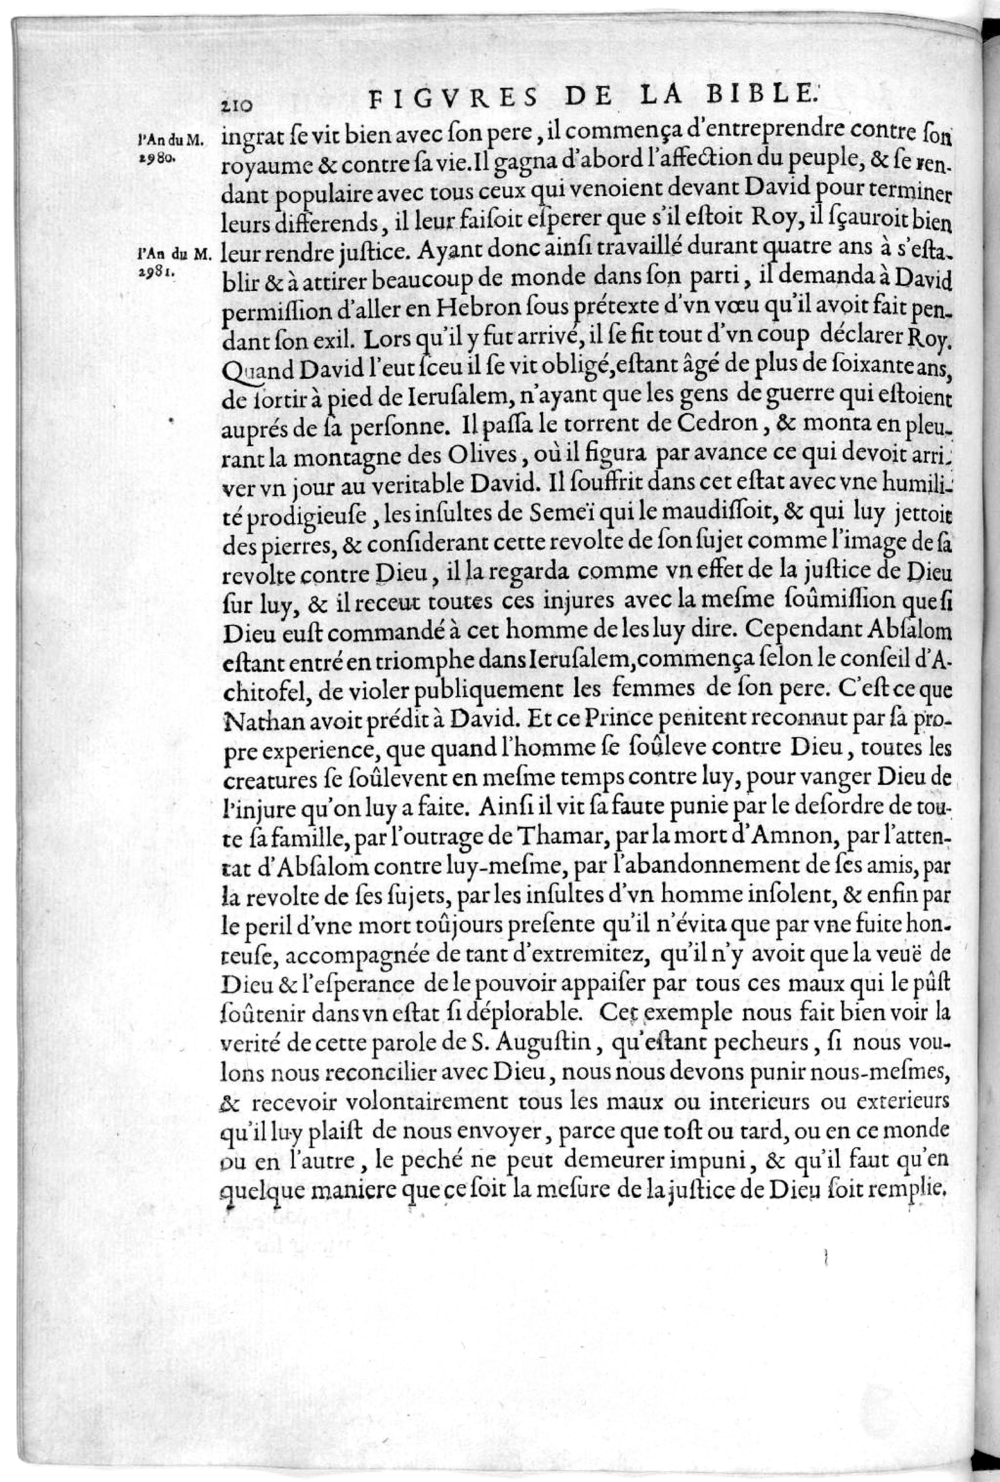 210 FIGVRES DE LA BIBLE.
l'An du M. 2980.
ingrat ſe vit bien avec ſon pere, il commença d'entreprendre contre ſon
royaume & contre ſa vie. Il gagna d'abord l'affection du peuple, & ſe ren-
dant populaire avec tous ceux qui venoient devant David pour terminer
leurs differends, il leur faiſoit eſperer que s'il eſtoit Roy, il ſçauroit bien
l'An du M. 2981.
leur rendre juſtice. Ayant donc ainſi travaillé durant quatre ans à s'eſta-
blir & à attirer beaucoup de monde dans ſon parti, il demanda à David
permiſſion d'aller en Hebron ſous prétexte d'vn vœu qu'il avoit fait pen-
dant ſon exil. Lors qu'il y fut arrivé, il ſe fit tout d'vn coup déclarer Roy.
Quand David l'eut ſceu il ſe vit obligé, eſtant âgé de plus de ſoixante ans,
de ſortir à pied de Ieruſalem, n'ayant que les gens de guerre qui eſtoient
auprés de ſa perſonne. Il paſſa le torrent de Cedron, & monta en pleu-
rant la montagne des Olives, où il figura par avance ce qui devoit arri-
ver vn jour au veritable David. Il ſouffrit dans cet eſtat avec vne humili-
té prodigieuſe, les inſultes de Semeï qui le maudiſſoit, & qui luy jettoit
des pierres, & conſiderant cette revolte de ſon ſujet comme l'image de ſa
revolte contre Dieu, il la regarda comme vn effet de la juſtice de Dieu
ſur luy, & il receut toutes ces injures avec la meſme ſoûmiſſion que ſi
Dieu euſt commandé à cet homme de les luy dire. Cependant Abſalom
eſtant entré en triomphe dans Ieruſalem, commença ſelon le conſeil d'A-
chitofel, de violer publiquement les femmes de ſon pere. C'eſt ce que
Nathan avoit prédit à David. Et ce Prince penitent reconnut par ſa pro-
pre experience, que quand l'homme ſe ſoûleve contre Dieu, toutes les
creatures ſe ſoûlevent en meſme temps contre luy, pour vanger Dieu de
l'injure qu'on luy a faite. Ainſi il vit ſa faute punie par le deſordre de tou-
te ſa famille, par l'outrage de Thamar, par la mort d'Amnon, par l'atten-
tat d'Abſalom contre luy-meſme, par l'abandonnement de ſes amis, par
la revolte de ſes ſujets, par les inſultes d'vn homme inſolent, & enfin par
le peril d'vne mort toûjours preſente qu'il n'évita que par vne fuite hon-
teuſe, accompagnée de tant d'extremitez, qu'il n'y avoit que la veuë de
Dieu & l'eſperance de le pouvoir appaiſer par tous ces maux qui le pûſt
ſoûtenir dans vn eſtat ſi déplorable. Cet exemple nous fait bien voir la
verité de cette parole de S. Auguſtin, qu'eſtant pecheurs, ſi nous vou-
lons nous reconcilier avec Dieu, nous nous devons punir nous-meſmes,
& recevoir volontairement tous les maux ou interieurs ou exterieurs
qu'il luy plaiſt de nous envoyer, parce que toſt ou tard, ou en ce monde
ou en l'autre, le peché ne peut demeurer impuni, & qu'il faut qu'en
quelque maniere que ce ſoit la meſure de la juſtice de Dieu ſoit remplie.